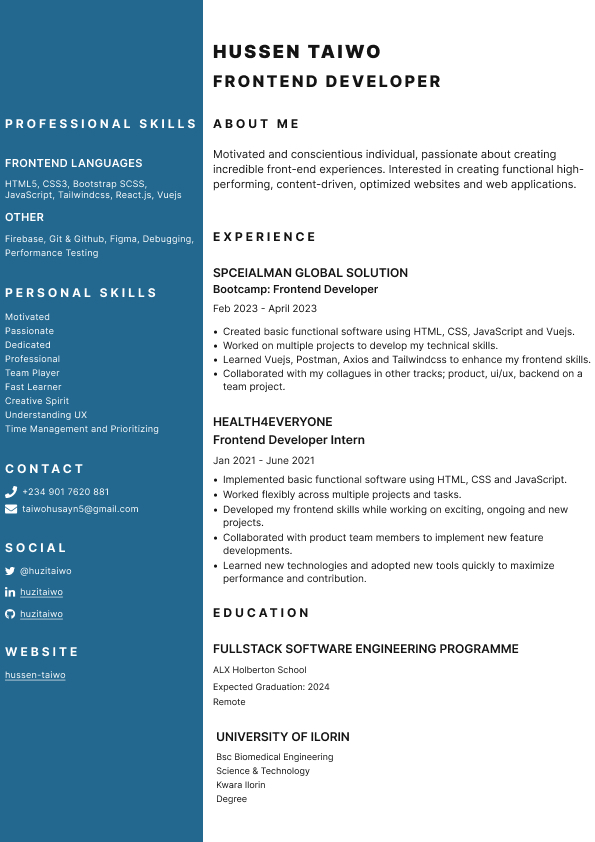 HUSSEN TAIWO
FRONTEND DEVELOPER
PROFESSIONAL SKILLS
FRONTEND LANGUAGES
HTML5, CSS3, Bootstrap SCSS,
JavaScript, Tailwindcss, React.js, Vuejs
OTHER
Firebase, Git & Github, Figma, Debugging,
Performance Testing
PERSONAL SKILLS
Motivated
Passionate
Dedicated
Professional
Team Player
Fast Learner
Creative Spirit
Understanding UX
Time Management and Prioritizing
CONTACT
+234 901 7620 881
taiwohusayn5@gmail.com
SOCIAL
@huzitaiwo
huzitaiwo
huzitaiwo
WEBSITE
hussen-taiwo
ABOUT ME
Motivated and conscientious individual, passionate about creating
incredible front-end experiences. Interested in creating functional high-
performing, content-driven, optimized websites and web applications.
EXPERIENCE
SPCEIALMAN GLOBAL SOLUTION
Bootcamp: Frontend Developer
Feb 2023 - April 2023
• Created basic functional software using HTML, CSS, JavaScript and Vuejs.
• Worked on multiple projects to develop my technical skills.
• Learned Vuejs, Postman, Axios and Tailwindcss to enhance my frontend skills.
• Collaborated with my collagues in other tracks; product, ui/ux, backend on a
team project.
HEALTH4EVERYONE
Frontend Developer Intern
Jan 2021 - June 2021
• Implemented basic functional software using HTML, CSS and JavaScript.
• Worked flexibly across multiple projects and tasks.
• Developed my frontend skills while working on exciting, ongoing and new
projects.
• Collaborated with product team members to implement new feature
developments.
• Learned new technologies and adopted new tools quickly to maximize
performance and contribution.
EDUCATION
FULLSTACK SOFTWARE ENGINEERING PROGRAMME
ALX Holberton School
Expected Graduation: 2024
Remote
UNIVERSITY OF ILORIN
Bsc Biomedical Engineering
Science & Technology
Kwara Ilorin
Degree